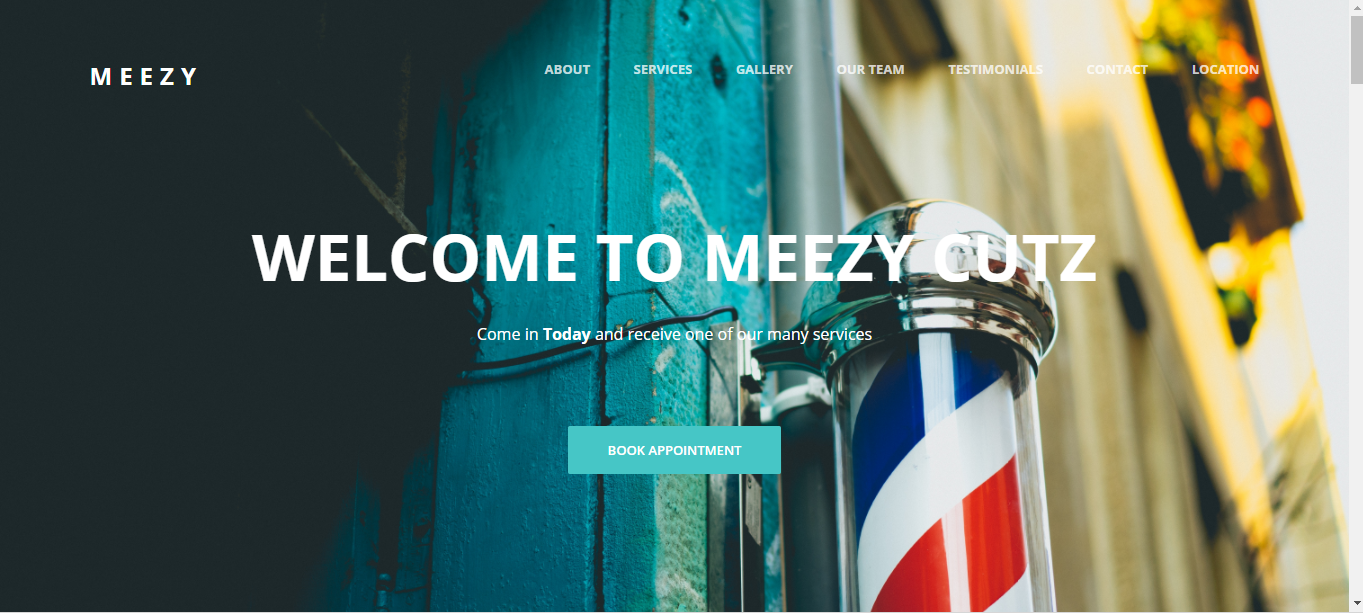 MEEZY
ABOUT SERVICES GALLERY OUR TEAM TESTIMONIALS CONTACT LOCATION
WELCOME TO MEEZY CUTZ
Come in Today and receive one of our many services
BOOK APPOINTMENT